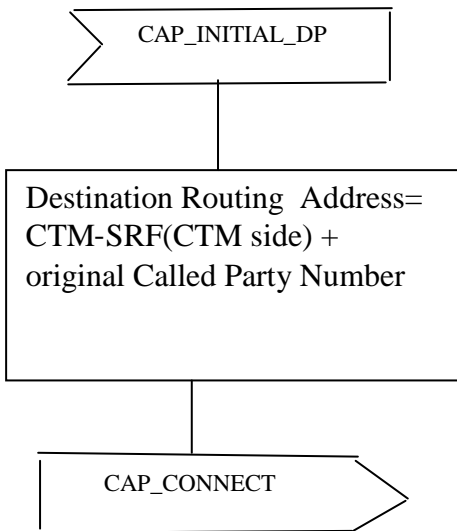 CAP_INITIAL_DP
Destination Routing Address=
CTM-SRF(CTM side) +
original Called Party Number
CAP_CONNECT